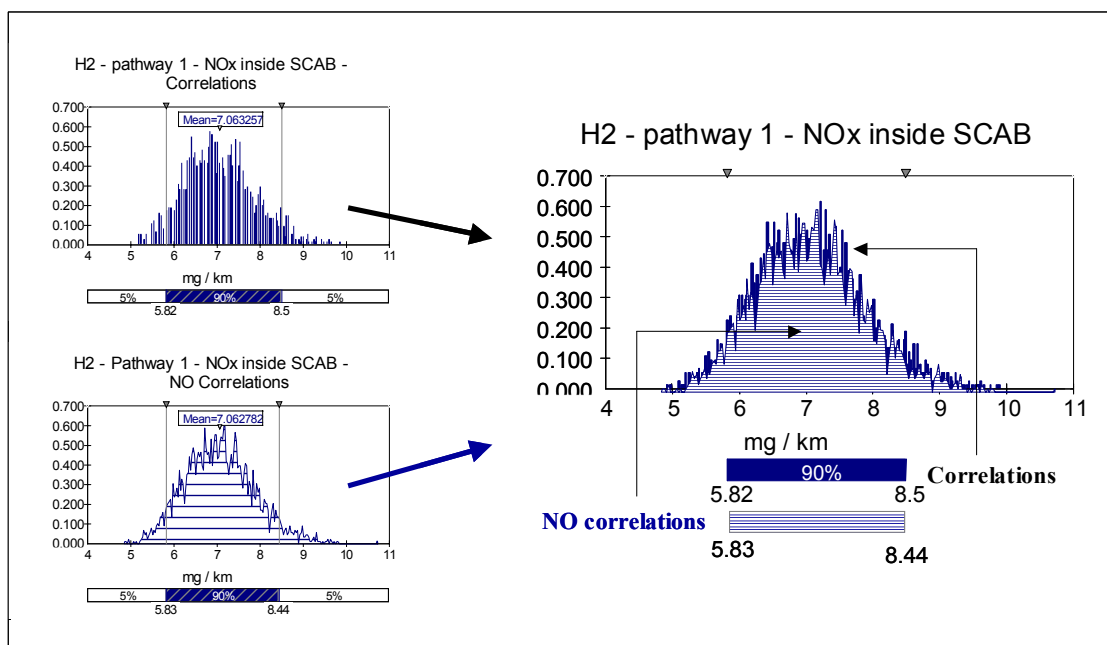 H2 - pathway 1 - NOx inside SCAB -
Correlations
0.700
0.600
0.500
0.400
0.300
0.200
0.100
0.000
Mean=7.063257
4 5 6 7 8 9 10 11
mg / km
5% 90% 5%
5.82 8.5
H2 - Pathway 1 - NOx inside SCAB -
NO Correlations
0.700
0.600
0.500
0.400
0.300
0.200
0.100
0.000
Mean=7.062782
4 5 6 7 8 9 10 11
mg / km
5% 90% 5%
5.83 8.44
H2 - pathway 1 - NOx inside SCAB
0.700
0.600
0.500
0.400
0.300
0.200
0.100
0.000
4 5 6 7 8 9 10 11
mg / km
90%
Correlations
5.82 8.5
NO correlations
5.83 8.44